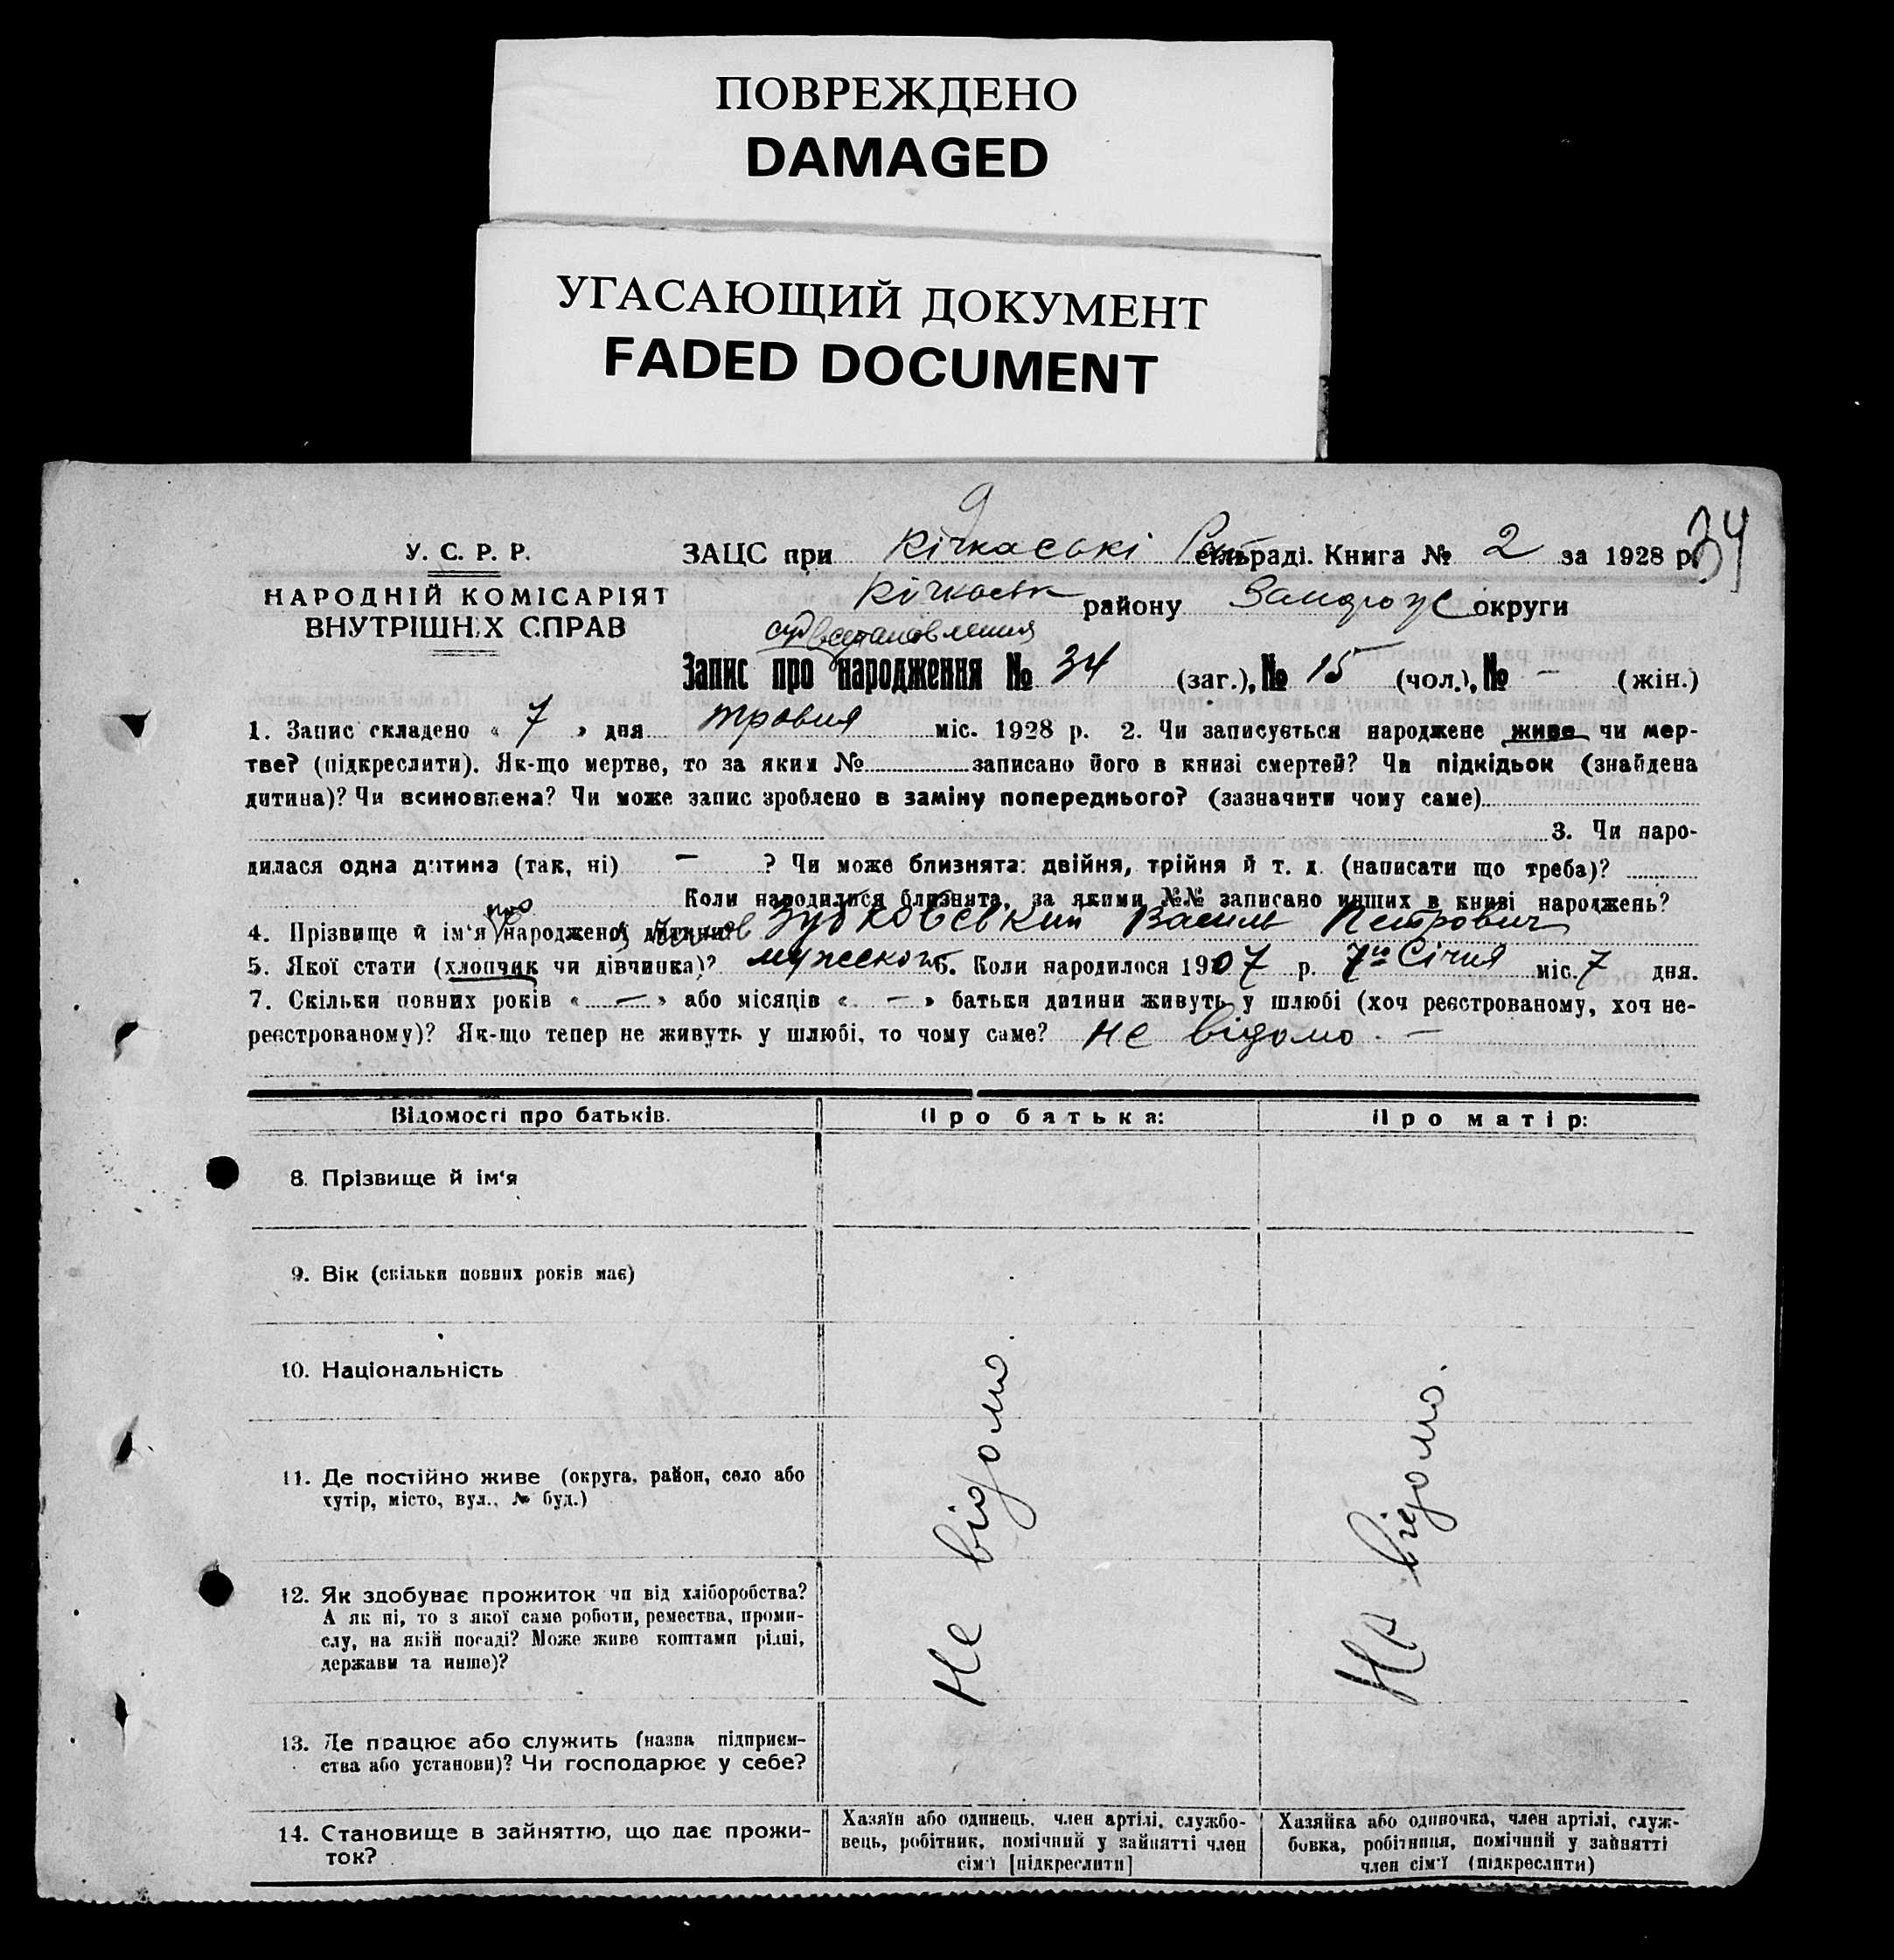 ПОВРЕЖДЕНО
DAMAGED
УГАСАЮЩИЙ ДОКУМЕНТ
FADED DOCUMENT
9
34
У. С. Р. Р.
НАРОДНІЙ КОМІСАРІЯТ
ВНУТРІШНІХ СПРАВ
ЗАЦС при Кічкаські сільраді. Книга № 2 за 1928 р.
Кічкаськ району Запорож округи
Запис про народження № 34 (заг.), № 15 (чол.), № – (жін.)
1. Запис складено « 7 » дня травня міс. 1928 р. 2. Чи записується народжене живе чи мер-
тве? (підкреслити). Як-що мертве, то за яким № записано його в книзі смертей? Чи підкідьок (знайдена
дитина)? Чи всиновлена? Чи може запис зроблено в заміну попереднього? (зазначити чому саме)
3. Чи наро-
дилася одна дитина (так, ні) – ? Чи може близнята: двійня, трійня й т. д. (написати що треба)?
Коли народилися близнята, за якими №№ записано инших в книзі народжень?
4. Прізвище й ім'я про народженої дитини? Зубковський Василь Петрович
5. Якої стати (хлопчик чи дівчинка)? мужеского 6. Коли народилося 1907 р. 7го Січня міс. 7 дня.
7. Скільки повних років « — » або місяців « – » батьки дитини живуть у шлюбі (хоч реєстрованому, хоч не-
реєстрованому)? Як-що тепер не живуть у шлюбі, то чому саме? Не відомо. –
Відомості про батьків. Про батька: Про матір:
8. Прізвище й ім'я
9. Вік (скільки повних років має)
10. Національність
11. Де постійно живе (округа, район, село або
хутір, місто, вул., № буд.)
12. Як здобуває прожиток чи від хліборобства?
А як ні, то з якої саме роботи, ремества, проми-
слу, на якій посаді? Може живе коштами рідні,
держави та инше)?
13. Де працює або служить (назва підприєм-
ства або установи)? Чи господарює у себе?
Не відомо.
Не відомо.
14. Становище в зайняттю, що дає прожи-
ток?
Хазяїн або одинець, член артілі, службо-
вець, робітник, помічний у зайнятті член
сім'ї [підкреслити]
Хазяйка або одиночка, член артілі, служ-
бовка, робітниця, помічний у зайнятті
член сім'ї (підкреслити)